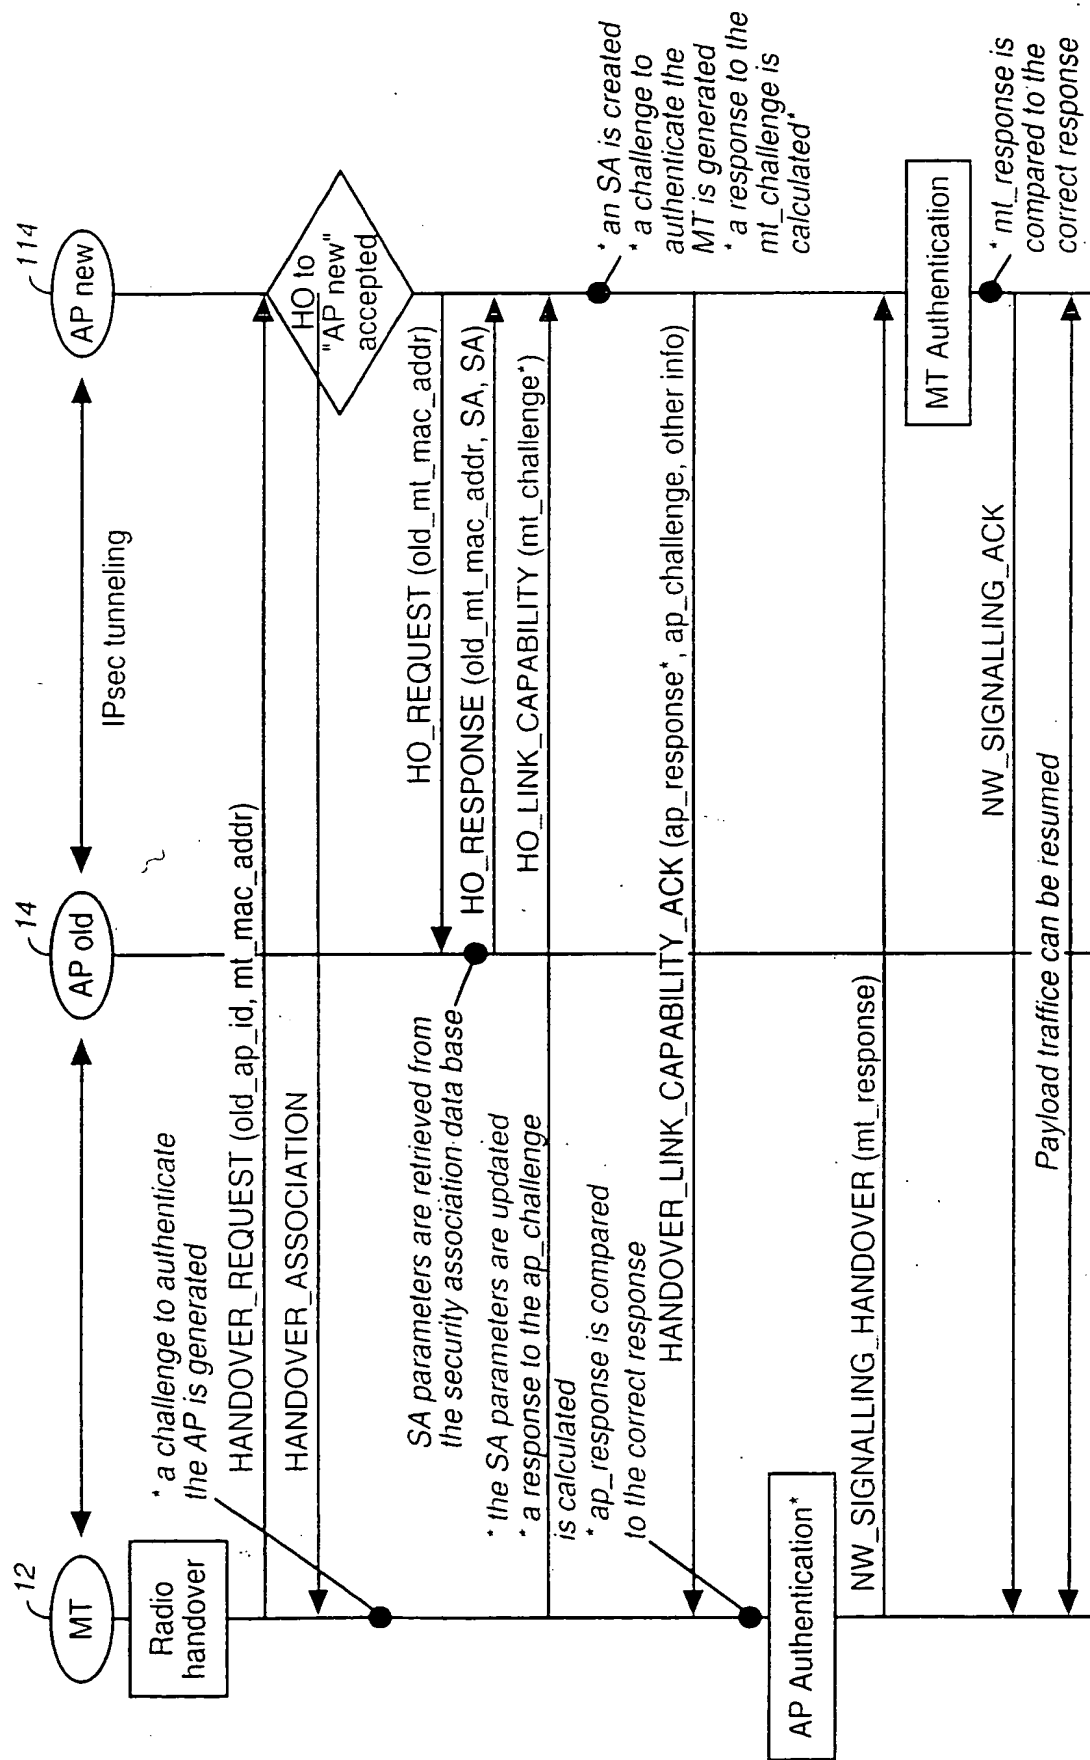 12
MT
14
AP old
114
AP new
IPsec tunneling
Radio
handover
* a challenge to authenticate
the AP is generated
HANDOVER_REQUEST (old_ap_id, mt_mac_addr)
HANDOVER_ASSOCIATION
HO to
"AP new"
accepted
HO_REQUEST (old_mt_mac_addr)
SA parameters are retrieved from
the security association data base
HO_RESPONSE (old_mt_mac_addr, SA, SA)
HO_LINK_CAPABILITY (mt_challenge*)
* the SA parameters are updated
* a response to the ap_challenge
is calculated
* ap_response is compared
to the correct response
* an SA is created
* a challenge to
authenticate the
MT is generated
* a response to the
mt_challenge is
calculated*
HANDOVER_LINK_CAPABILITY_ACK (ap_response*, ap_challenge, other info)
AP Authentication*
NW_SIGNALLING_HANDOVER (mt_response)
MT Authentication
* mt_response is
compared to the
correct response
NW_SIGNALLING_ACK
Payload traffice can be resumed